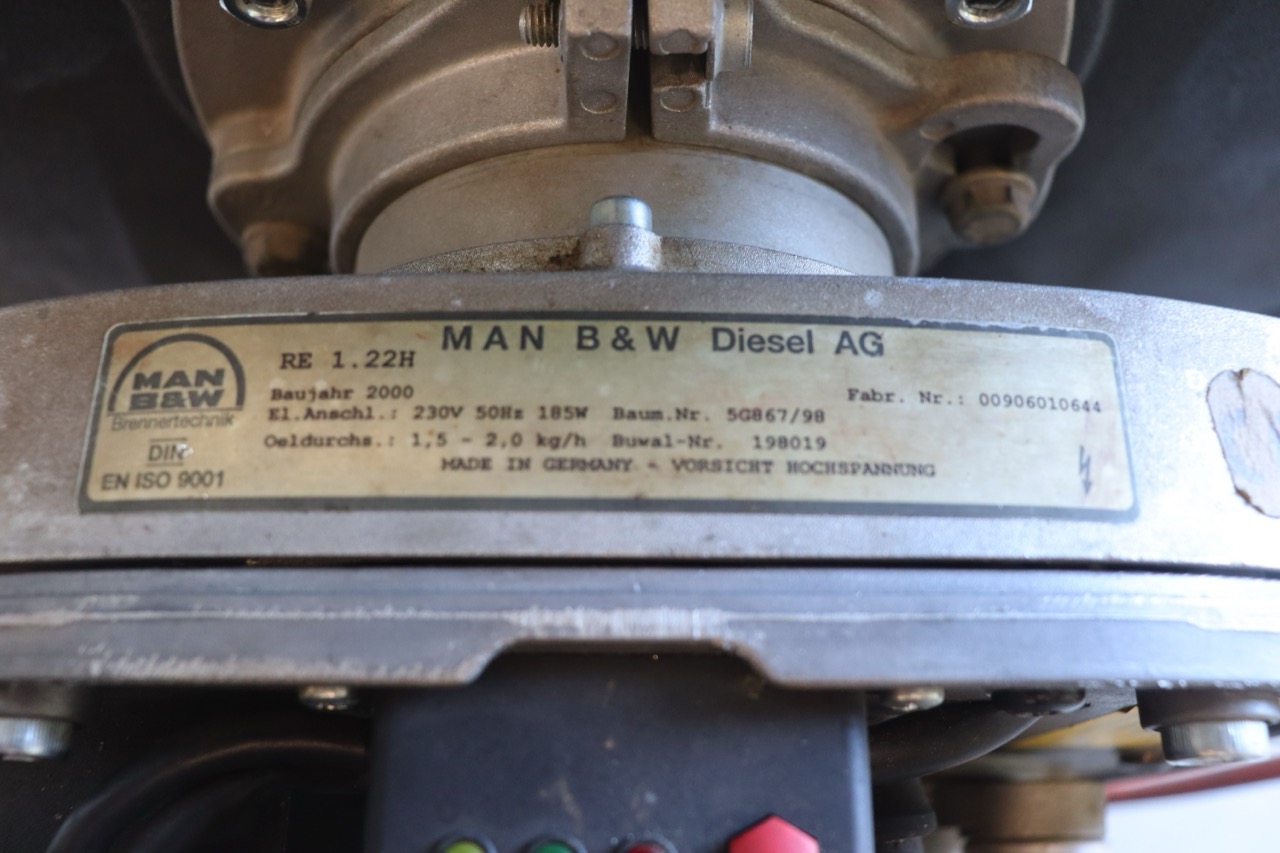 MAN B&W Diesel AG
MAN
B&W
Brennertechnik
DIN
EN ISO 9001
RE 1.22H
Baujahr 2000 Fabr. Nr.: 00906010644
El.Anschl.: 230V 50Hz 185W Baum.Nr. 5G867/98
Oeldurchs.: 1,5 - 2,0 kg/h Buwal-Nr. 198019
MADE IN GERMANY - VORSICHT HOCHSPANNUNG